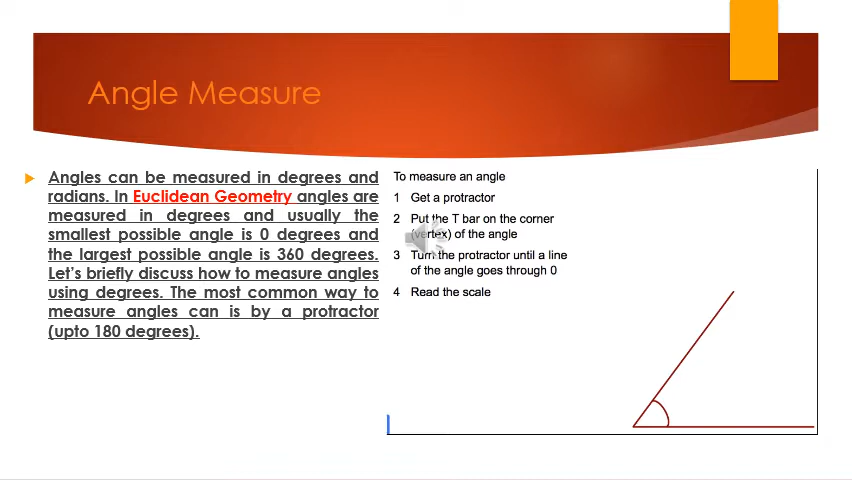 Angle Measure
Angles can be measured in degrees and
radians. In Euclidean Geometry angles are
measured in degrees and usually the
smallest possible angle is 0 degrees and
the largest possible angle is 360 degrees.
Let's briefly discuss how to measure angles
using degrees. The most common way to
measure angles can is by a protractor
(upto 180 degrees).
To measure an angle
1 Get a protractor
2 Put the T bar on the corner
(vertex) of the angle
3 Turn the protractor until a line
of the angle goes through 0
4 Read the scale